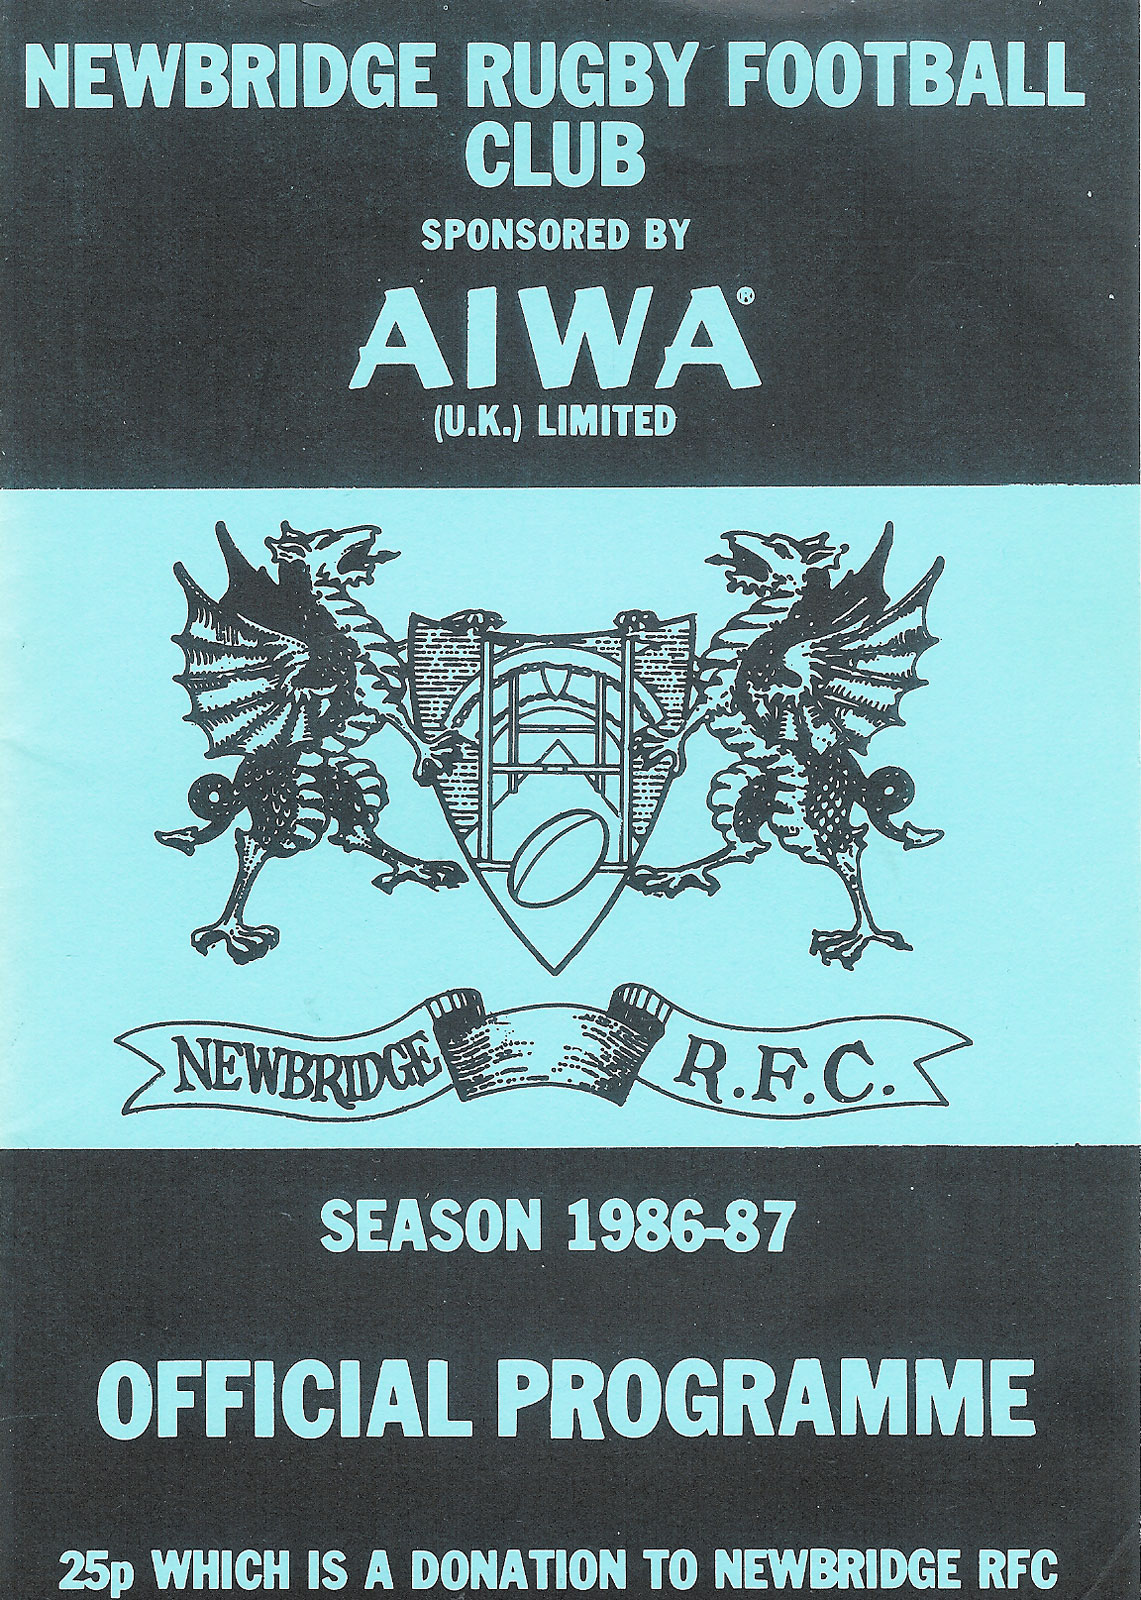 NEWBRIDGE RUGBY FOOTBALL
CLUB
SPONSORED BY
AIWA®
(U.K.) LIMITED
NEWBRIDGE R.F.C.
SEASON 1986-87
OFFICIAL PROGRAMME
25p WHICH IS A DONATION TO NEWBRIDGE RFC